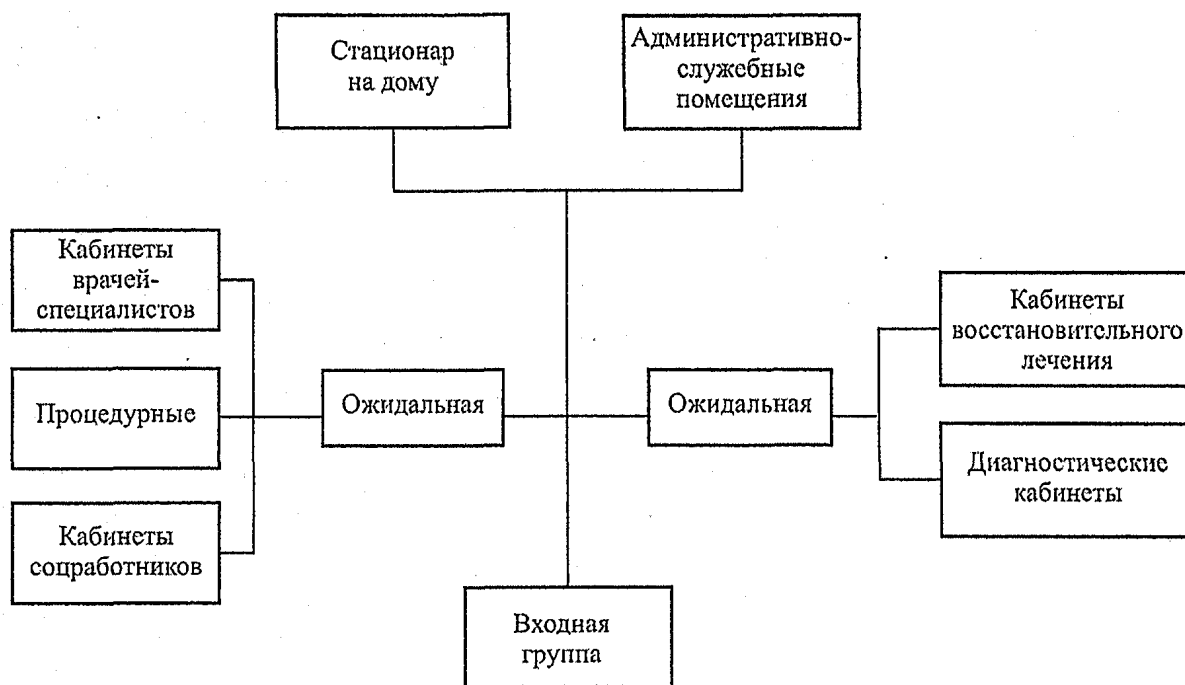 Стационар
на дому
Административно-
служебные
помещения
Кабинеты
врачей-
специалистов
Процедурные
Кабинеты
соцработников
Ожидальная
Ожидальная
Кабинеты
восстановительного
лечения
Диагностические
кабинеты
Входная
группа